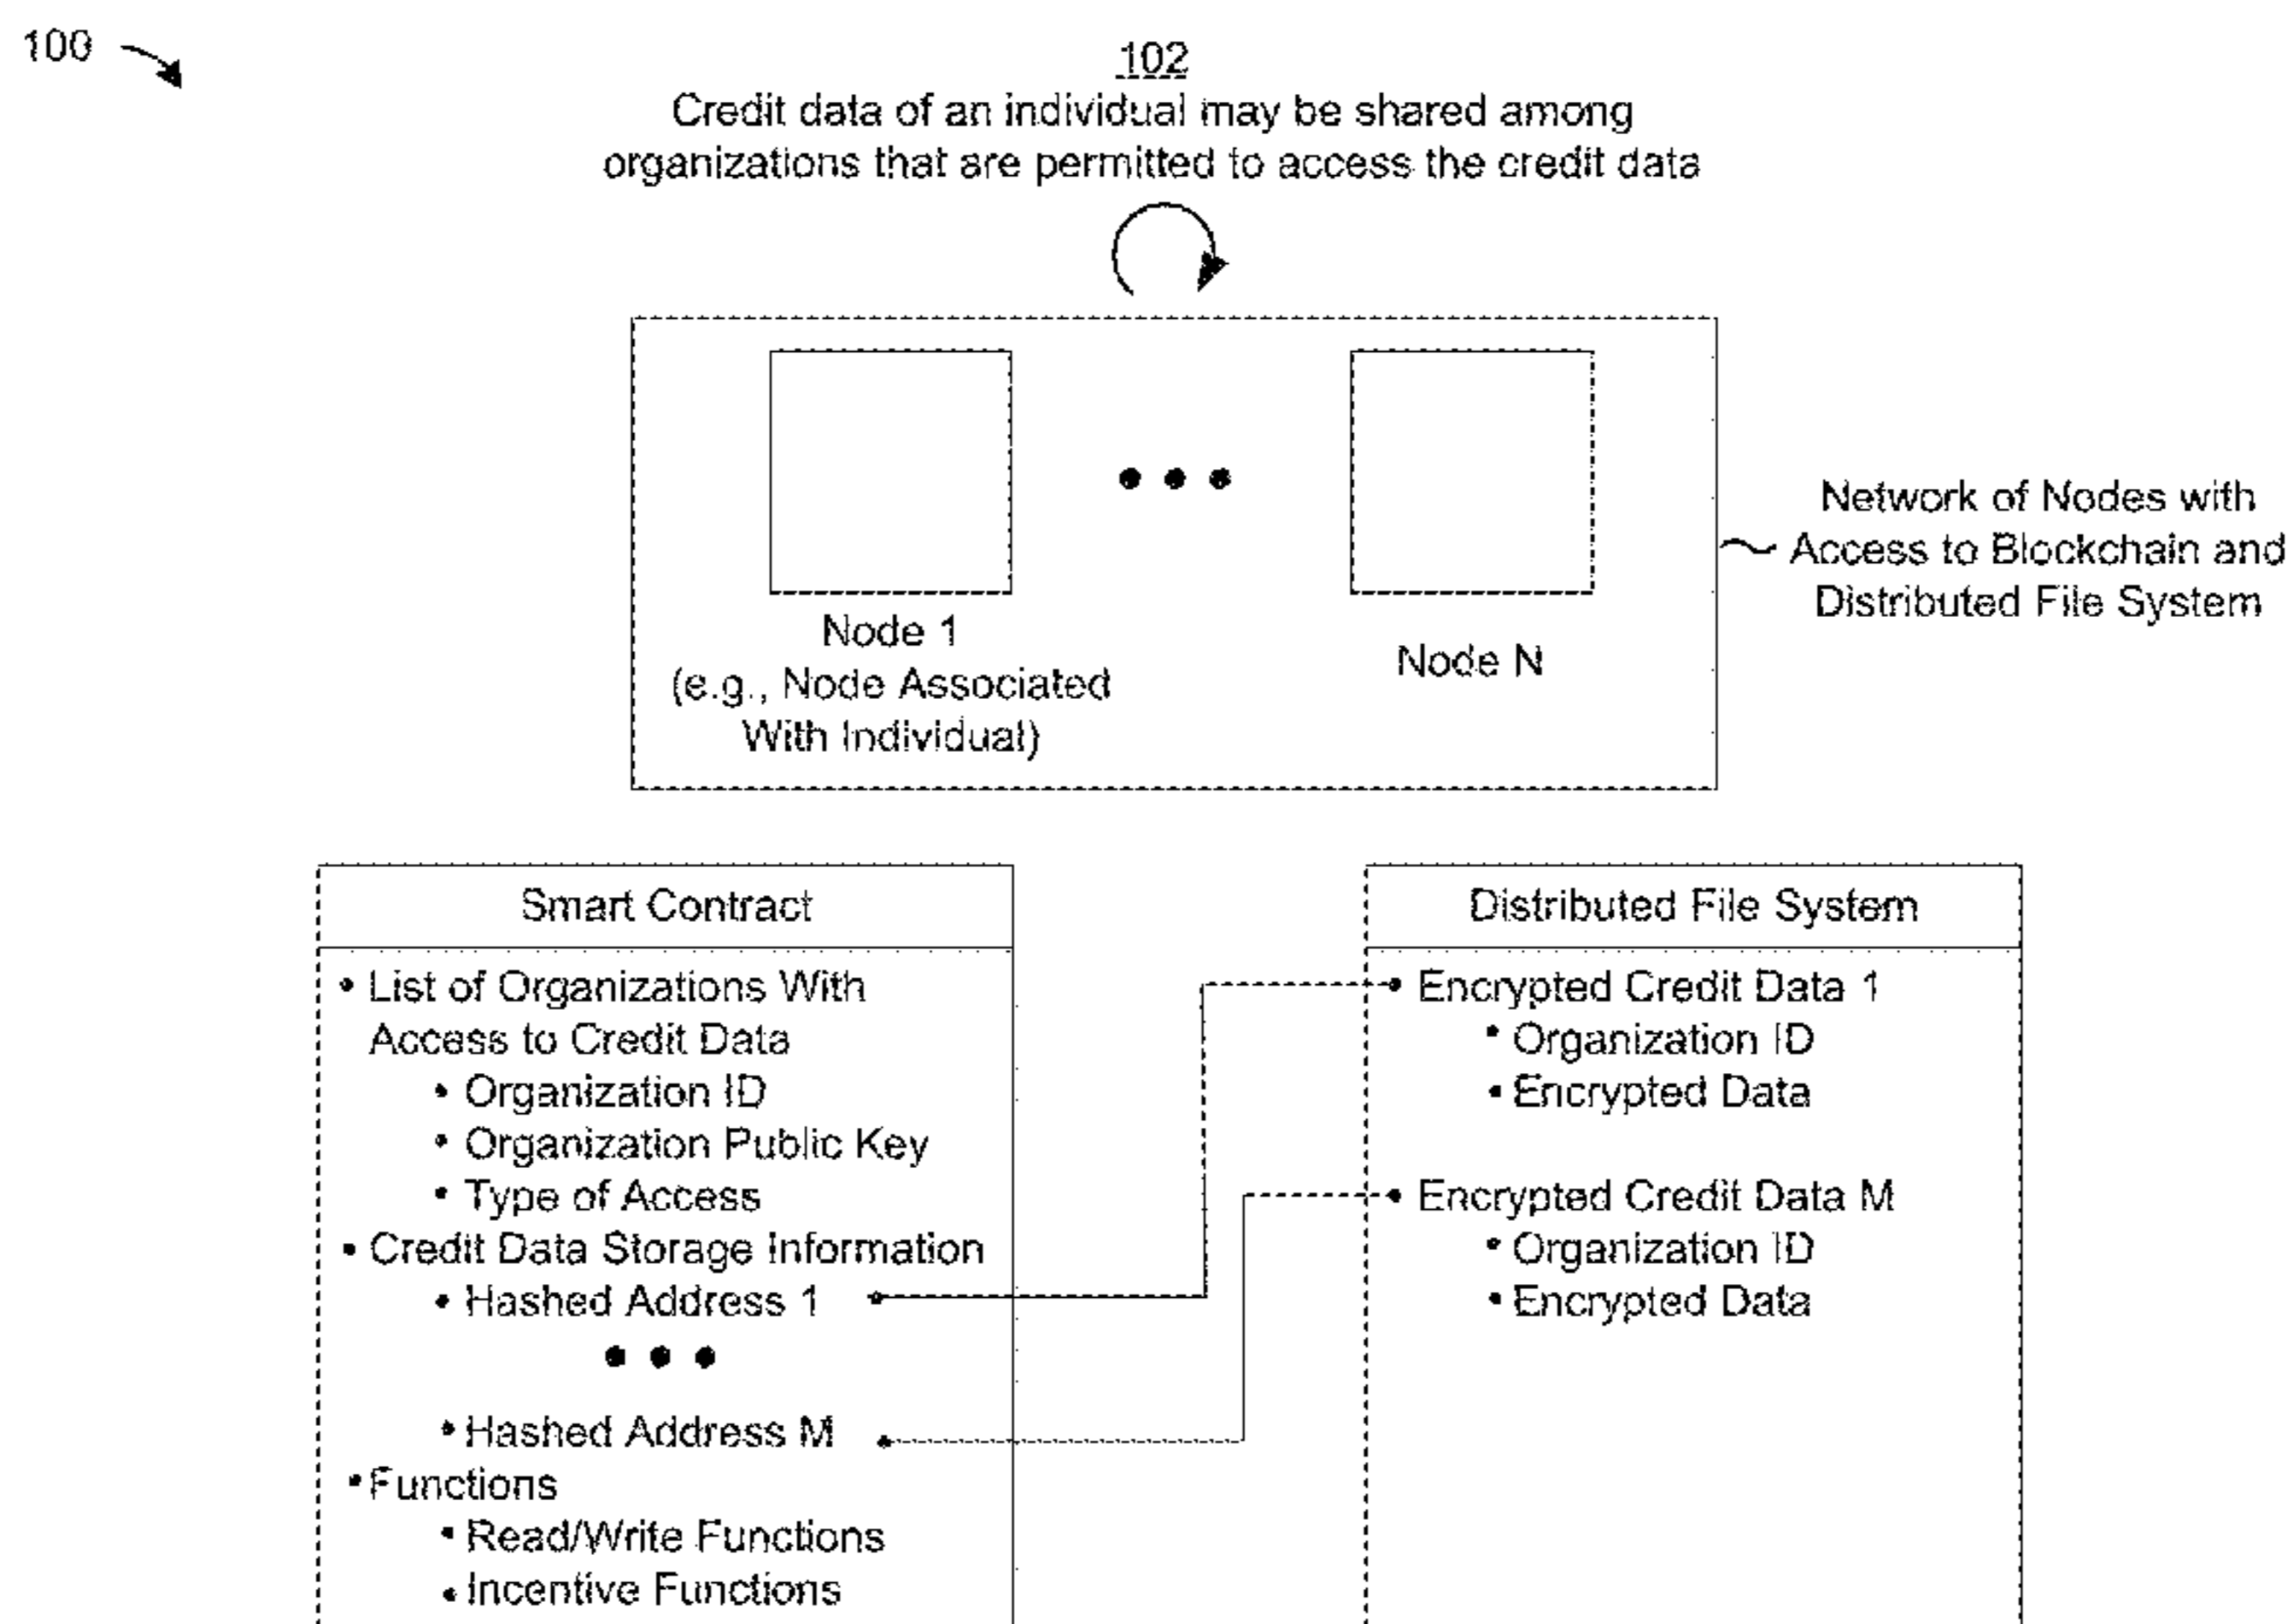 100
102
Credit data of an individual may be shared among
organizations that are permitted to access the credit data
Node 1
(e.g., Node Associated
With Individual)
Node N
Network of Nodes with
Access to Blockchain and
Distributed File System
Smart Contract
• List of Organizations With
Access to Credit Data
• Organization ID
• Organization Public Key
• Type of Access
• Credit Data Storage Information
• Hashed Address 1
• • •
• Hashed Address M
• Functions
• Read/Write Functions
• Incentive Functions
Distributed File System
• Encrypted Credit Data 1
• Organization ID
• Encrypted Data
• Encrypted Credit Data M
• Organization ID
• Encrypted Data